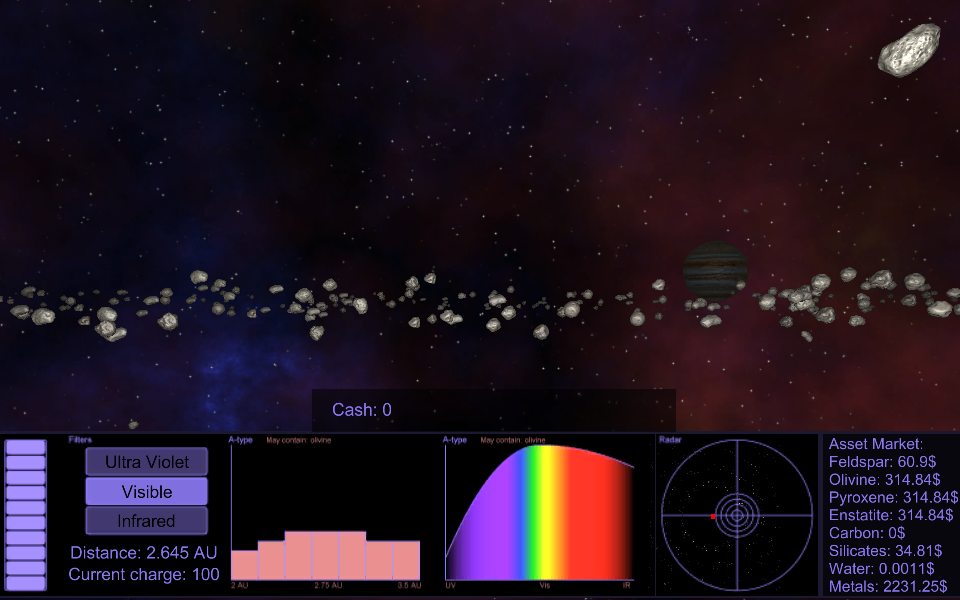 Cash: 0
Filters
Ultra Violet
Visible
Infrared
Distance: 2.645 AU
Current charge: 100
A-type May contain: olivine
2 AU 2.75 AU 3.5 AU
A-type May contain: olivine
UV Vis IR
Radar
Asset Market:
Feldspar: 60.9$
Olivine: 314.84$
Pyroxene: 314.84$
Enstatite: 314.84$
Carbon: 0$
Silicates: 34.81$
Water: 0.0011$
Metals: 2231.25$